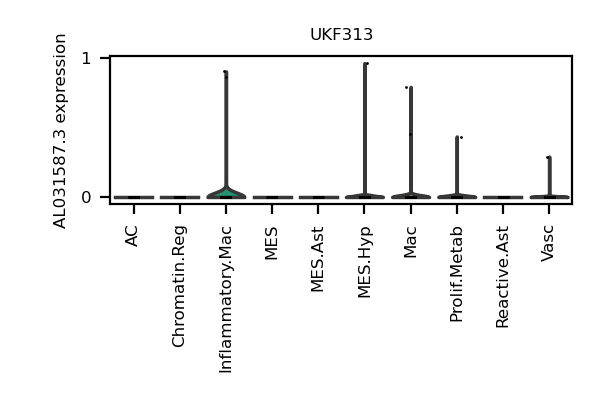 UKF313
AL031587.3 expression
1
0
AC
Chromatin.Reg
Inflammatory.Mac
MES
MES.Ast
MES.Hyp
Mac
Prolif.Metab
Reactive.Ast
Vasc